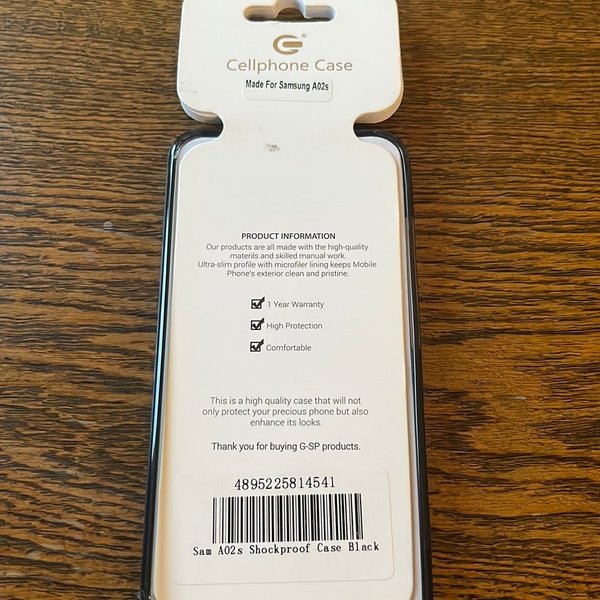 G®
Cellphone Case
Made For Samsung A02s
PRODUCT INFORMATION
Our products are all made with the high-quality
materils and skilled manual work.
Ultra-slim profile with microfiler lining keeps Mobile
Phone's exterior clean and pristine.
1 Year Warranty
High Protection
Comfortable
This is a high quality case that will not
only protect your precious phone but also
enhance its looks.
Thank you for buying G-SP products.
4895225814541
Sam A02s Shockproof Case Black